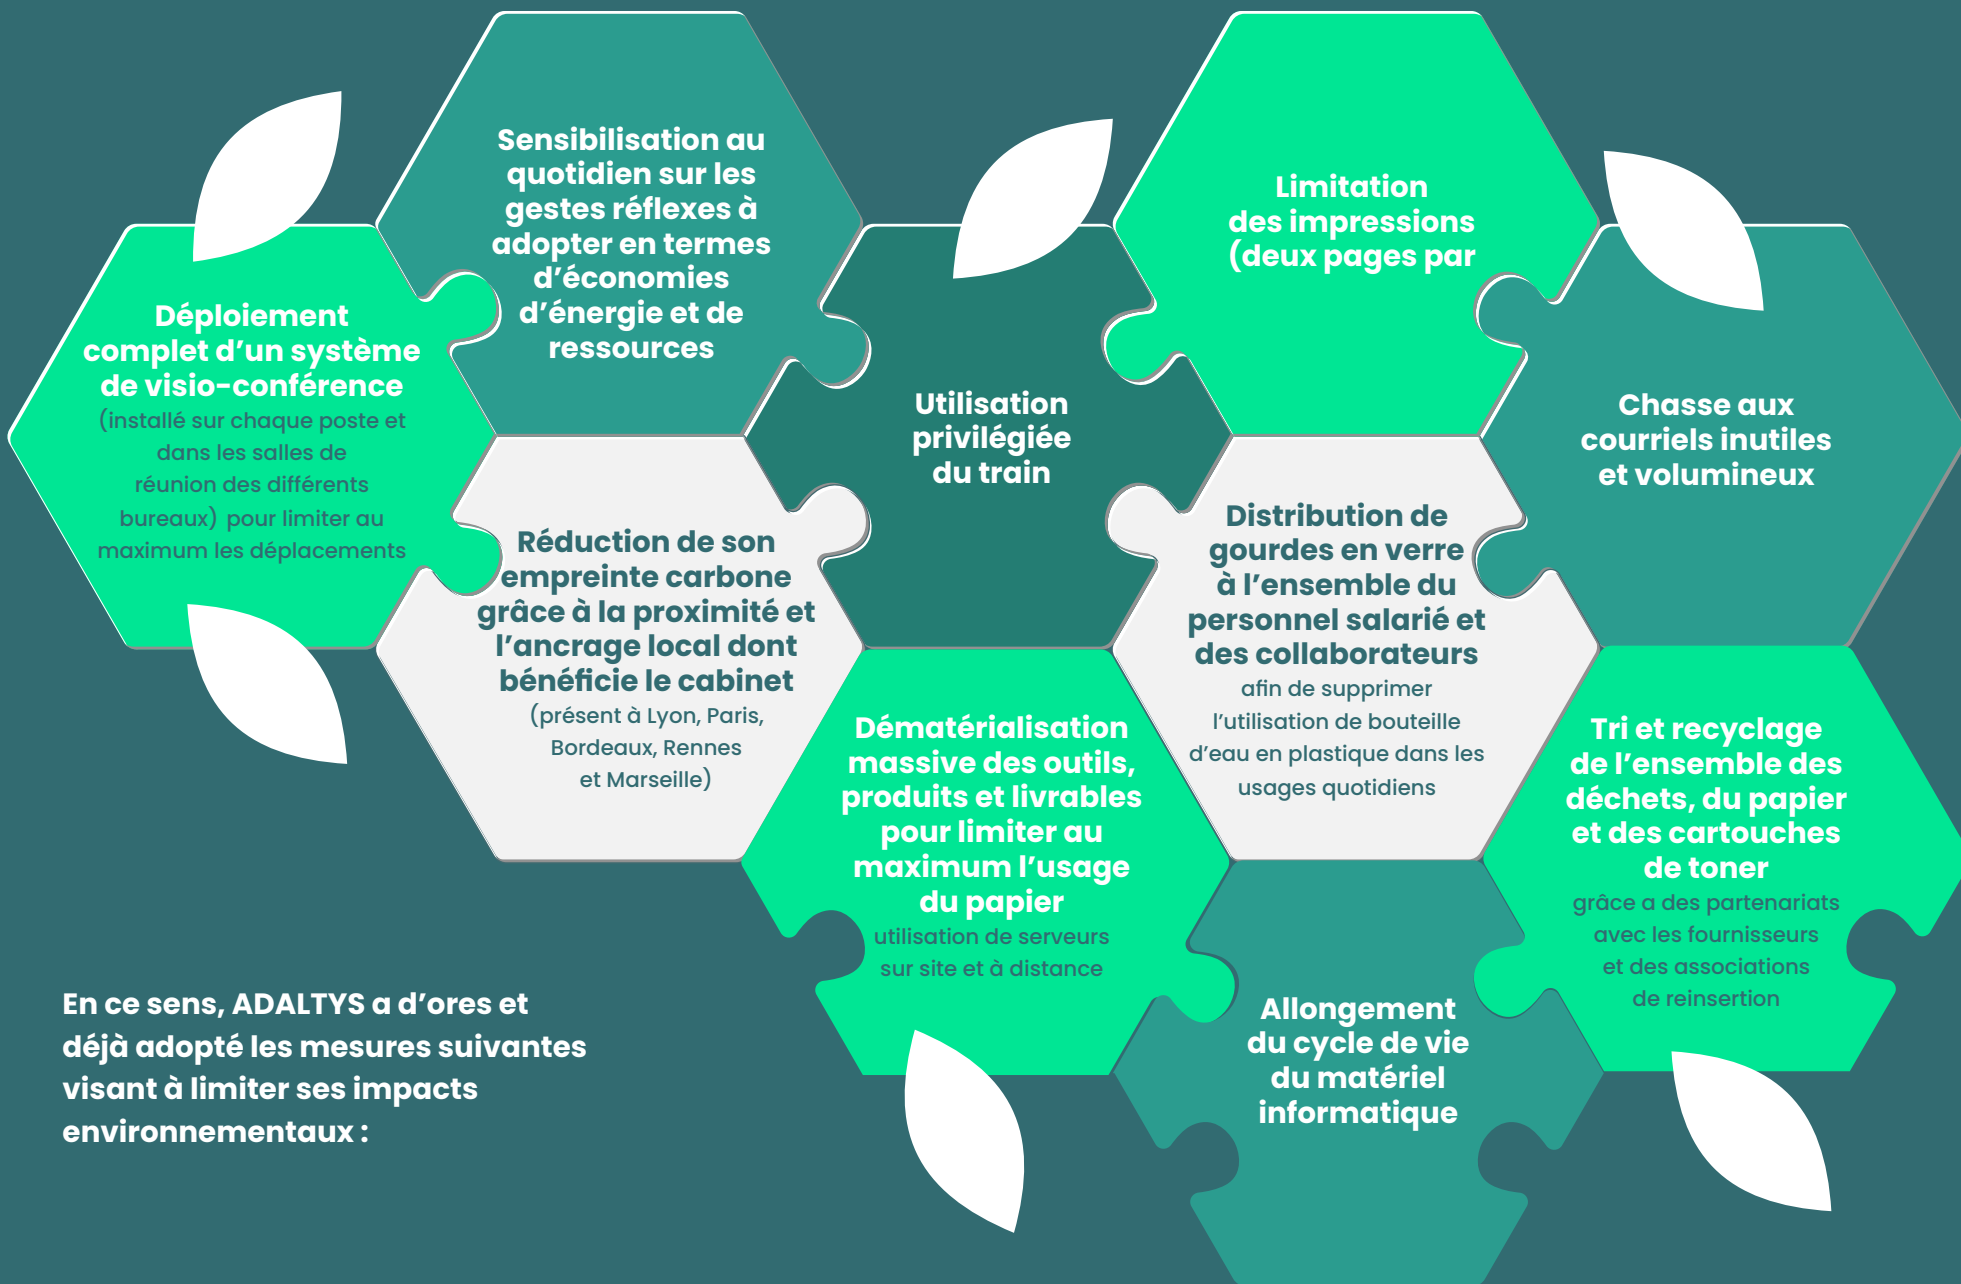 Sensibilisation au
quotidien sur les
gestes réflexes à
adopter en termes
d’économies
d’énergie et de
ressources
Limitation
des impressions
(deux pages par
Déploiement
complet d’un système
de visio-conférence
(installé sur chaque poste et
dans les salles de
réunion des différents
bureaux) pour limiter au
maximum les déplacements
Utilisation
privilégiée
du train
Chasse aux
courriels inutiles
et volumineux
Réduction de son
empreinte carbone
grâce à la proximité et
l’ancrage local dont
bénéficie le cabinet
(présent à Lyon, Paris,
Bordeaux, Rennes
et Marseille)
Distribution de
gourdes en verre
à l’ensemble du
personnel salarié et
des collaborateurs
afin de supprimer
l’utilisation de bouteille
d’eau en plastique dans les
usages quotidiens
Dématérialisation
massive des outils,
produits et livrables
pour limiter au
maximum l’usage
du papier
utilisation de serveurs
sur site et à distance
Tri et recyclage
de l’ensemble des
déchets, du papier
et des cartouches
de toner
grâce a des partenariats
avec les fournisseurs
et des associations
de reinsertion
Allongement
du cycle de vie
du matériel
informatique
En ce sens, ADALTYS a d’ores et
déjà adopté les mesures suivantes
visant à limiter ses impacts
environnementaux :